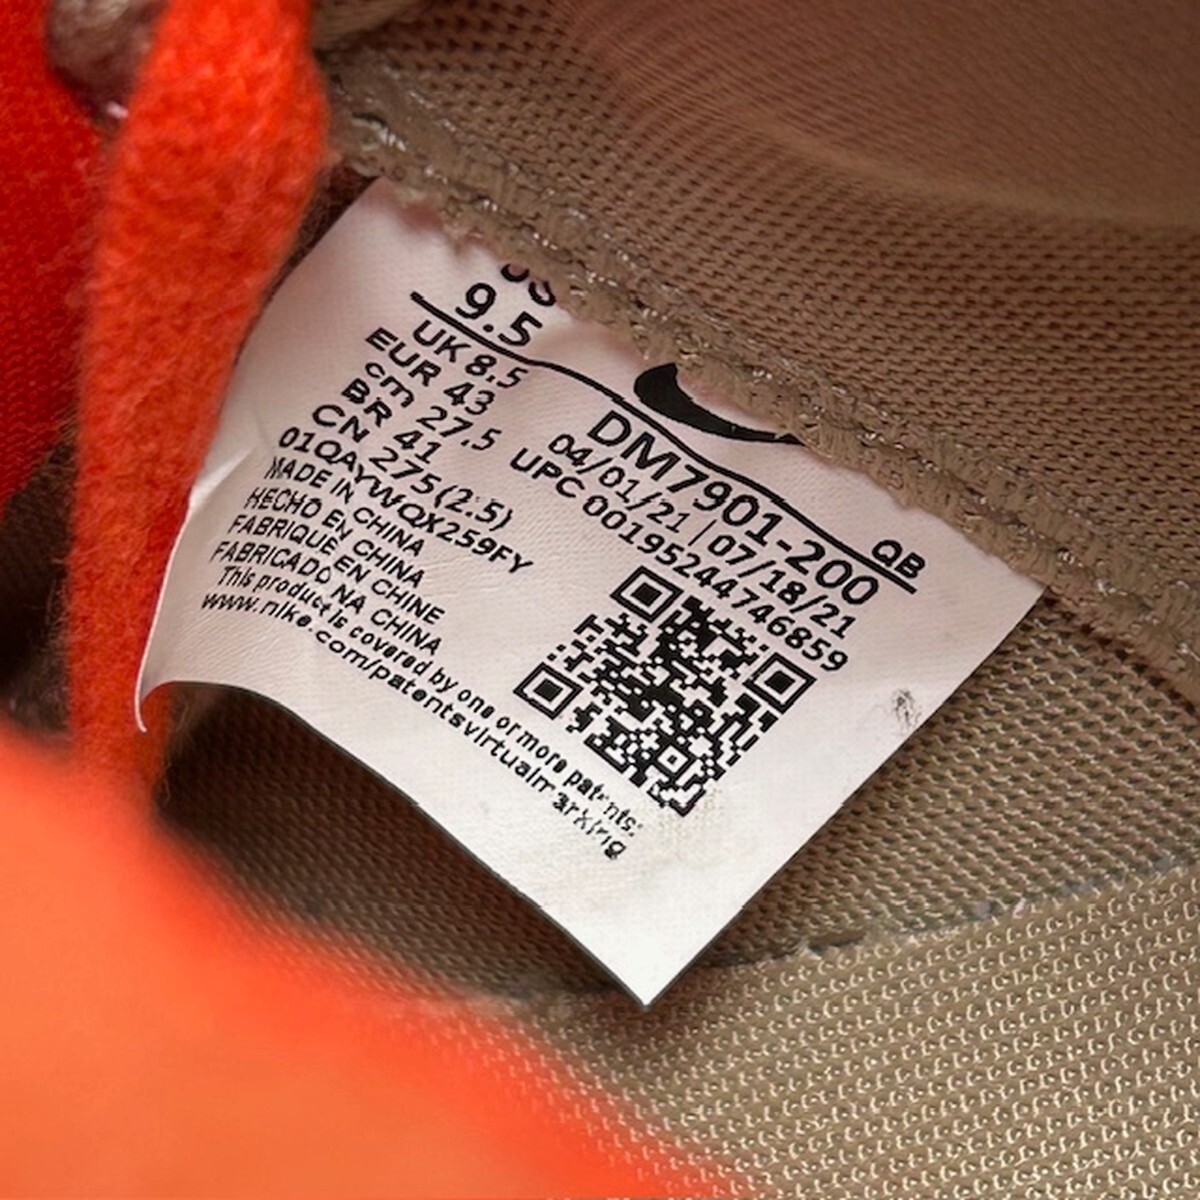 US
9.5
UK 8.5
EUR 43
cm 27.5
BR 41
CN 275(2.5)
01QAYWQX259FY
MADE IN CHINA
HECHO EN CHINA
FABRIQUÉ EN CHINE
FABRICADO NA CHINA
This product is covered by one or more patents.
www.nike.com/patentsvirtualmarking
QB
DM7901-200
04/01/21 | 07/18/21
UPC 00195244746859